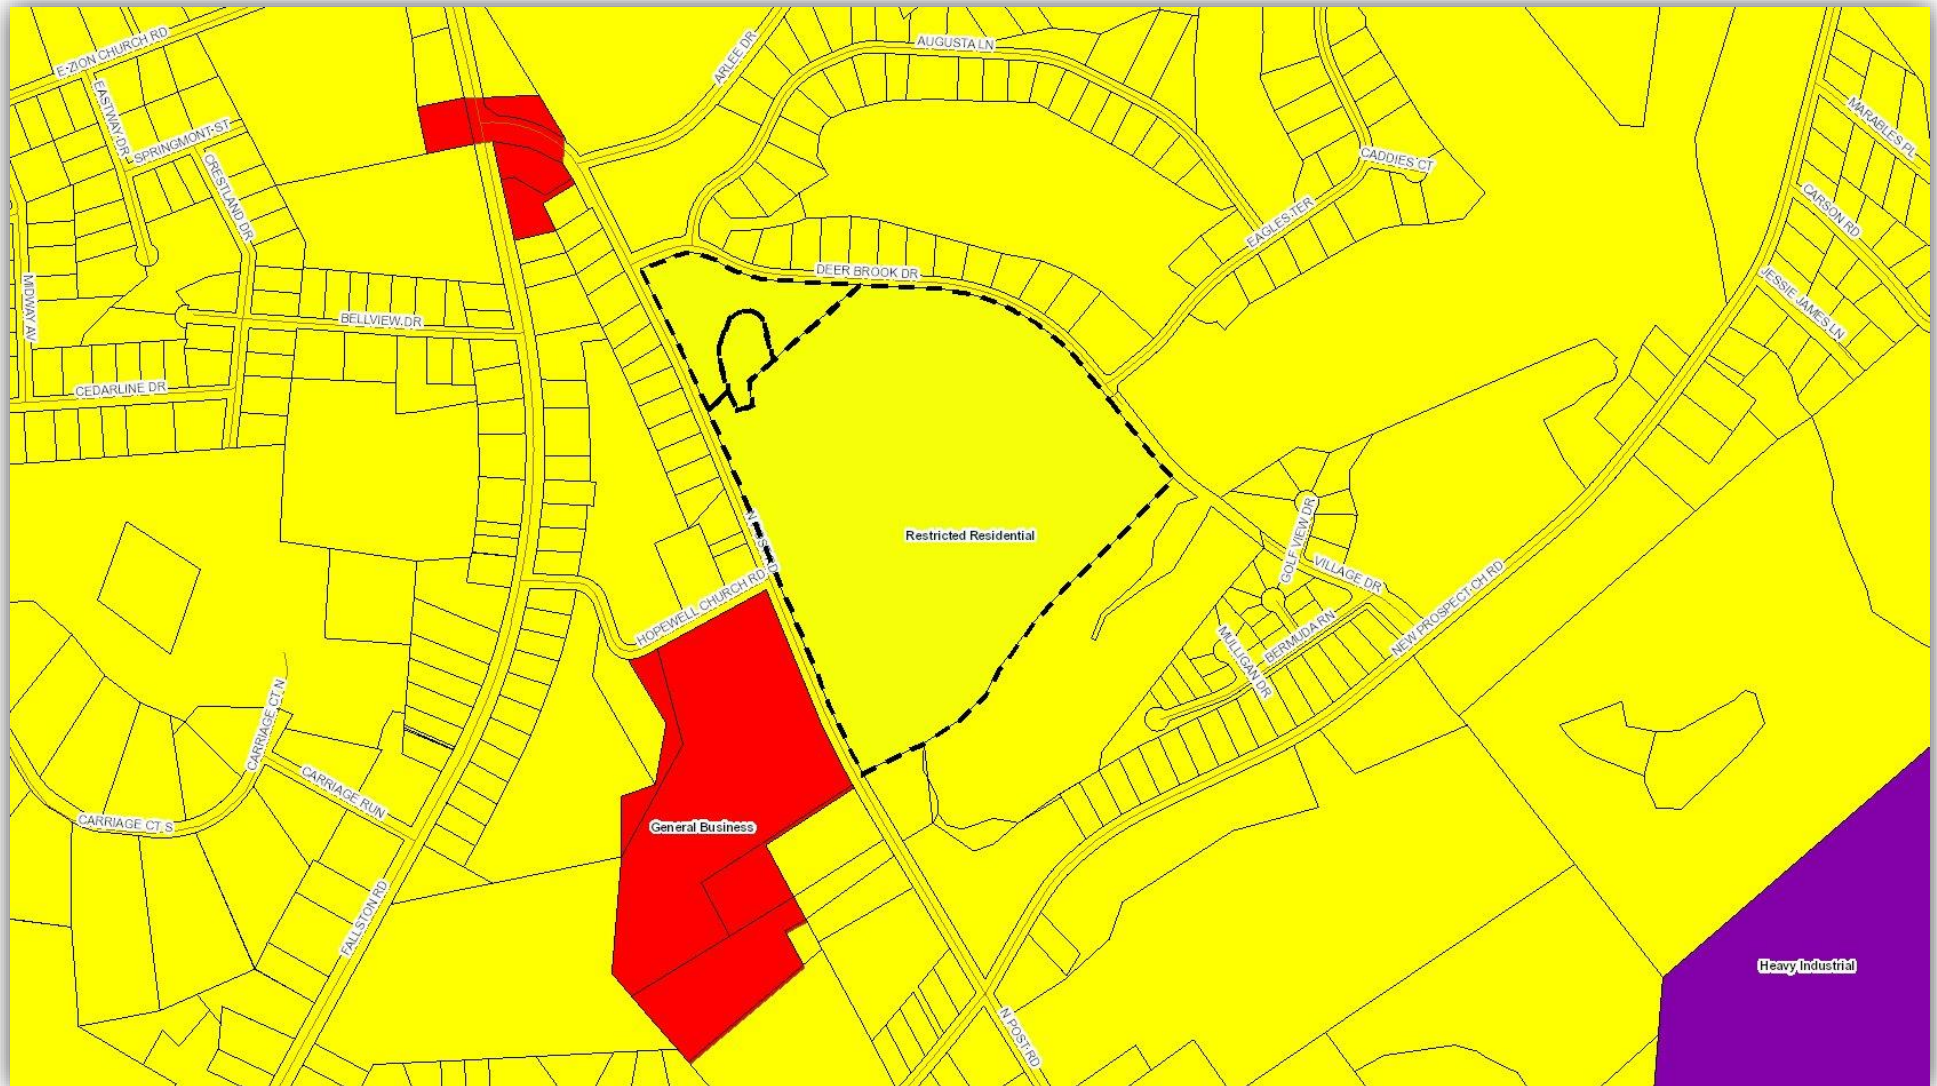 E ZION CHURCH RD
EASTWAY DR
SPRINGMONT ST
CRESTLAND DR
MIDWAY AV
BELLVIEW DR
CEDARLINE DR
ARLEE DR
AUGUSTA LN
DEER BROOK DR
EAGLES TER
CADDIES CT
MARABLES PL
CARSON RD
JESSIE JAMES LN
Restricted Residential
HOPEWELL CHURCH RD
GOLF VIEW DR
VILLAGE DR
BERMUDA RN
MULLIGAN DR
NEW PROSPECT CH RD
CARRIAGE CT N
CARRIAGE RUN
CARRIAGE CT S
FALLSTON RD
General Business
Heavy Industrial
N POST RD